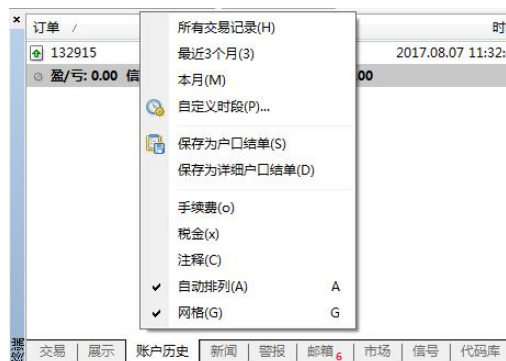 订单 / 时
132915 2017.08.07 11:32:
盈/亏: 0.00 信 00
所有交易记录(H)
最近3个月(3)
本月(M)
自定义时段(P)...
保存为户口结单(S)
保存为详细户口结单(D)
手续费(o)
税金(x)
注释(C)
自动排列(A) A
网格(G) G
交易 | 展示 | 账户历史 | 新闻 | 警报 | 邮箱 6 | 市场 | 信号 | 代码库